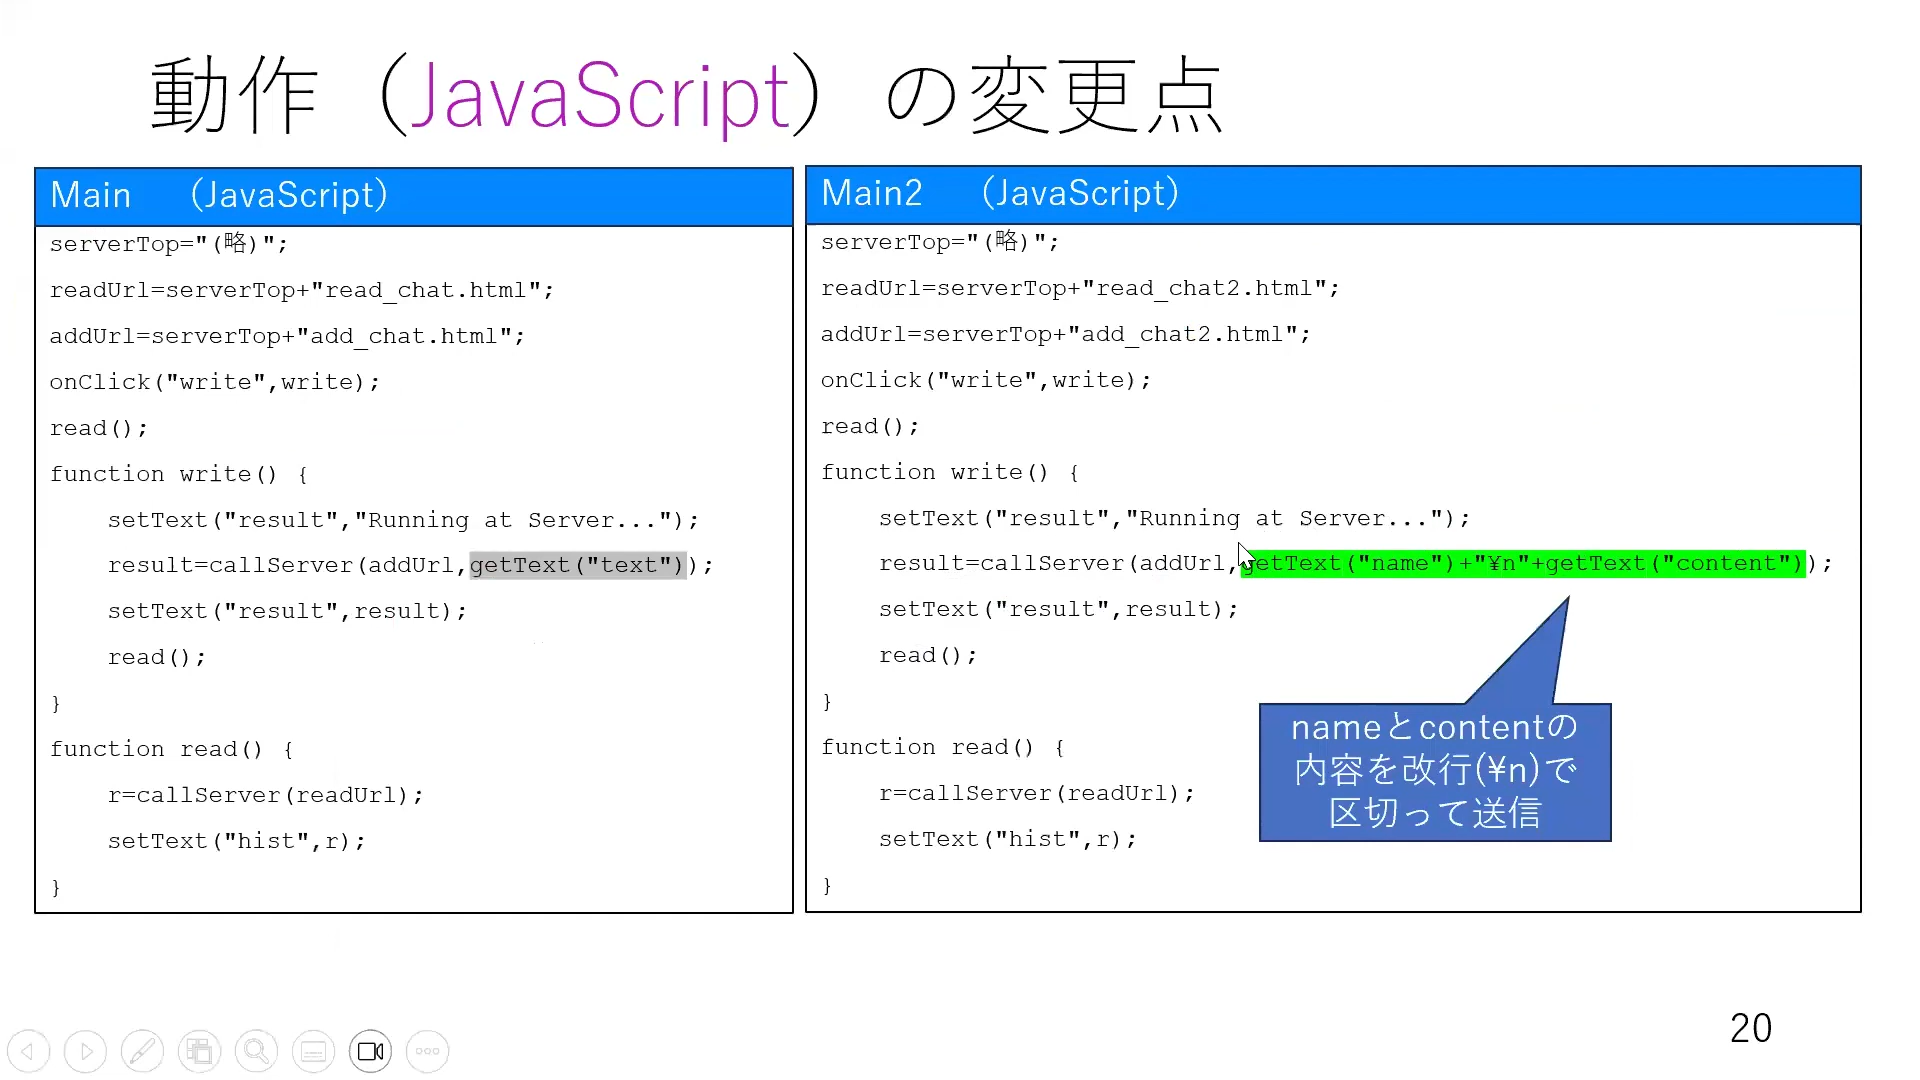 動作（JavaScript）の変更点
Main （JavaScript）
serverTop="(略)";
readUrl=serverTop+"read_chat.html";
addUrl=serverTop+"add_chat.html";
onClick("write",write);
read();
function write() {
setText("result","Running at Server...");
result=callServer(addUrl,getText("text"));
setText("result",result);
read();
}
function read() {
r=callServer(readUrl);
setText("hist",r);
}
Main2 （JavaScript）
serverTop="(略)";
readUrl=serverTop+"read_chat2.html";
addUrl=serverTop+"add_chat2.html";
onClick("write",write);
read();
function write() {
setText("result","Running at Server...");
result=callServer(addUrl,getText("name")+"¥n"+getText("content"));
setText("result",result);
read();
}
function read() {
r=callServer(readUrl);
setText("hist",r);
}
nameとcontentの
内容を改行(¥n)で
区切って送信
20